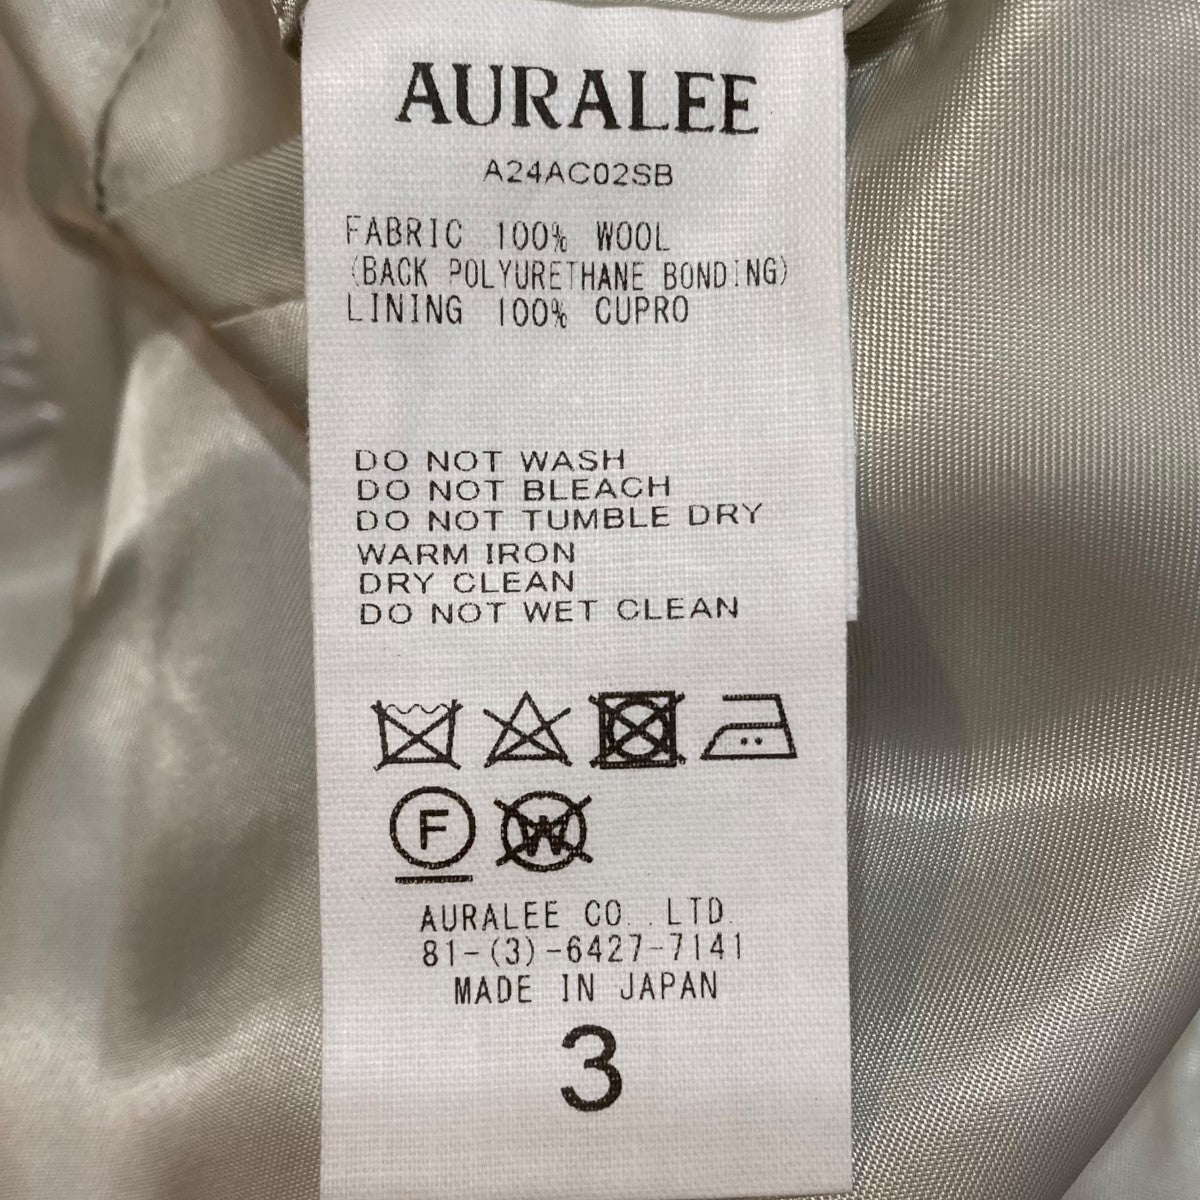 AURALEE
A24AC02SB
FABRIC 100% WOOL
(BACK POLYURETHANE BONDING)
LINING 100% CUPRO
DO NOT WASH
DO NOT BLEACH
DO NOT TUMBLE DRY
WARM IRON
DRY CLEAN
DO NOT WET CLEAN
F W
AURALEE CO.,LTD.
81-(3)-6427-7141
MADE IN JAPAN
3